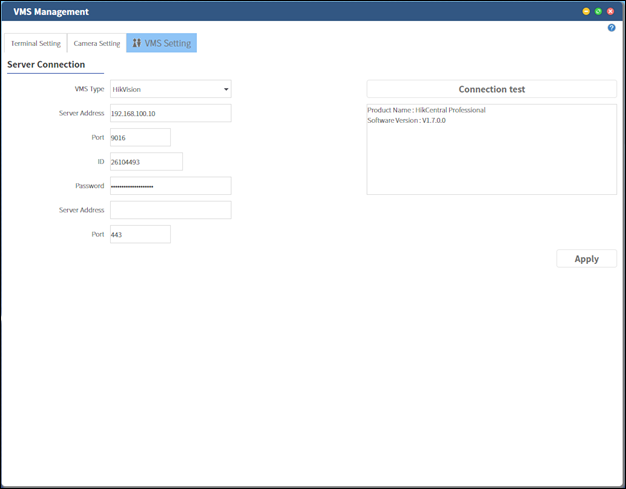 VMS Management
Terminal Setting
Camera Setting
VMS Setting
Server Connection
VMS Type HikVision
Connection test
Server Address 192.168.100.10
Product Name : HikCentral Professional
Software Version : V1.7.0.0
Port 9016
ID 26104493
Password
Server Address
Port 443
Apply